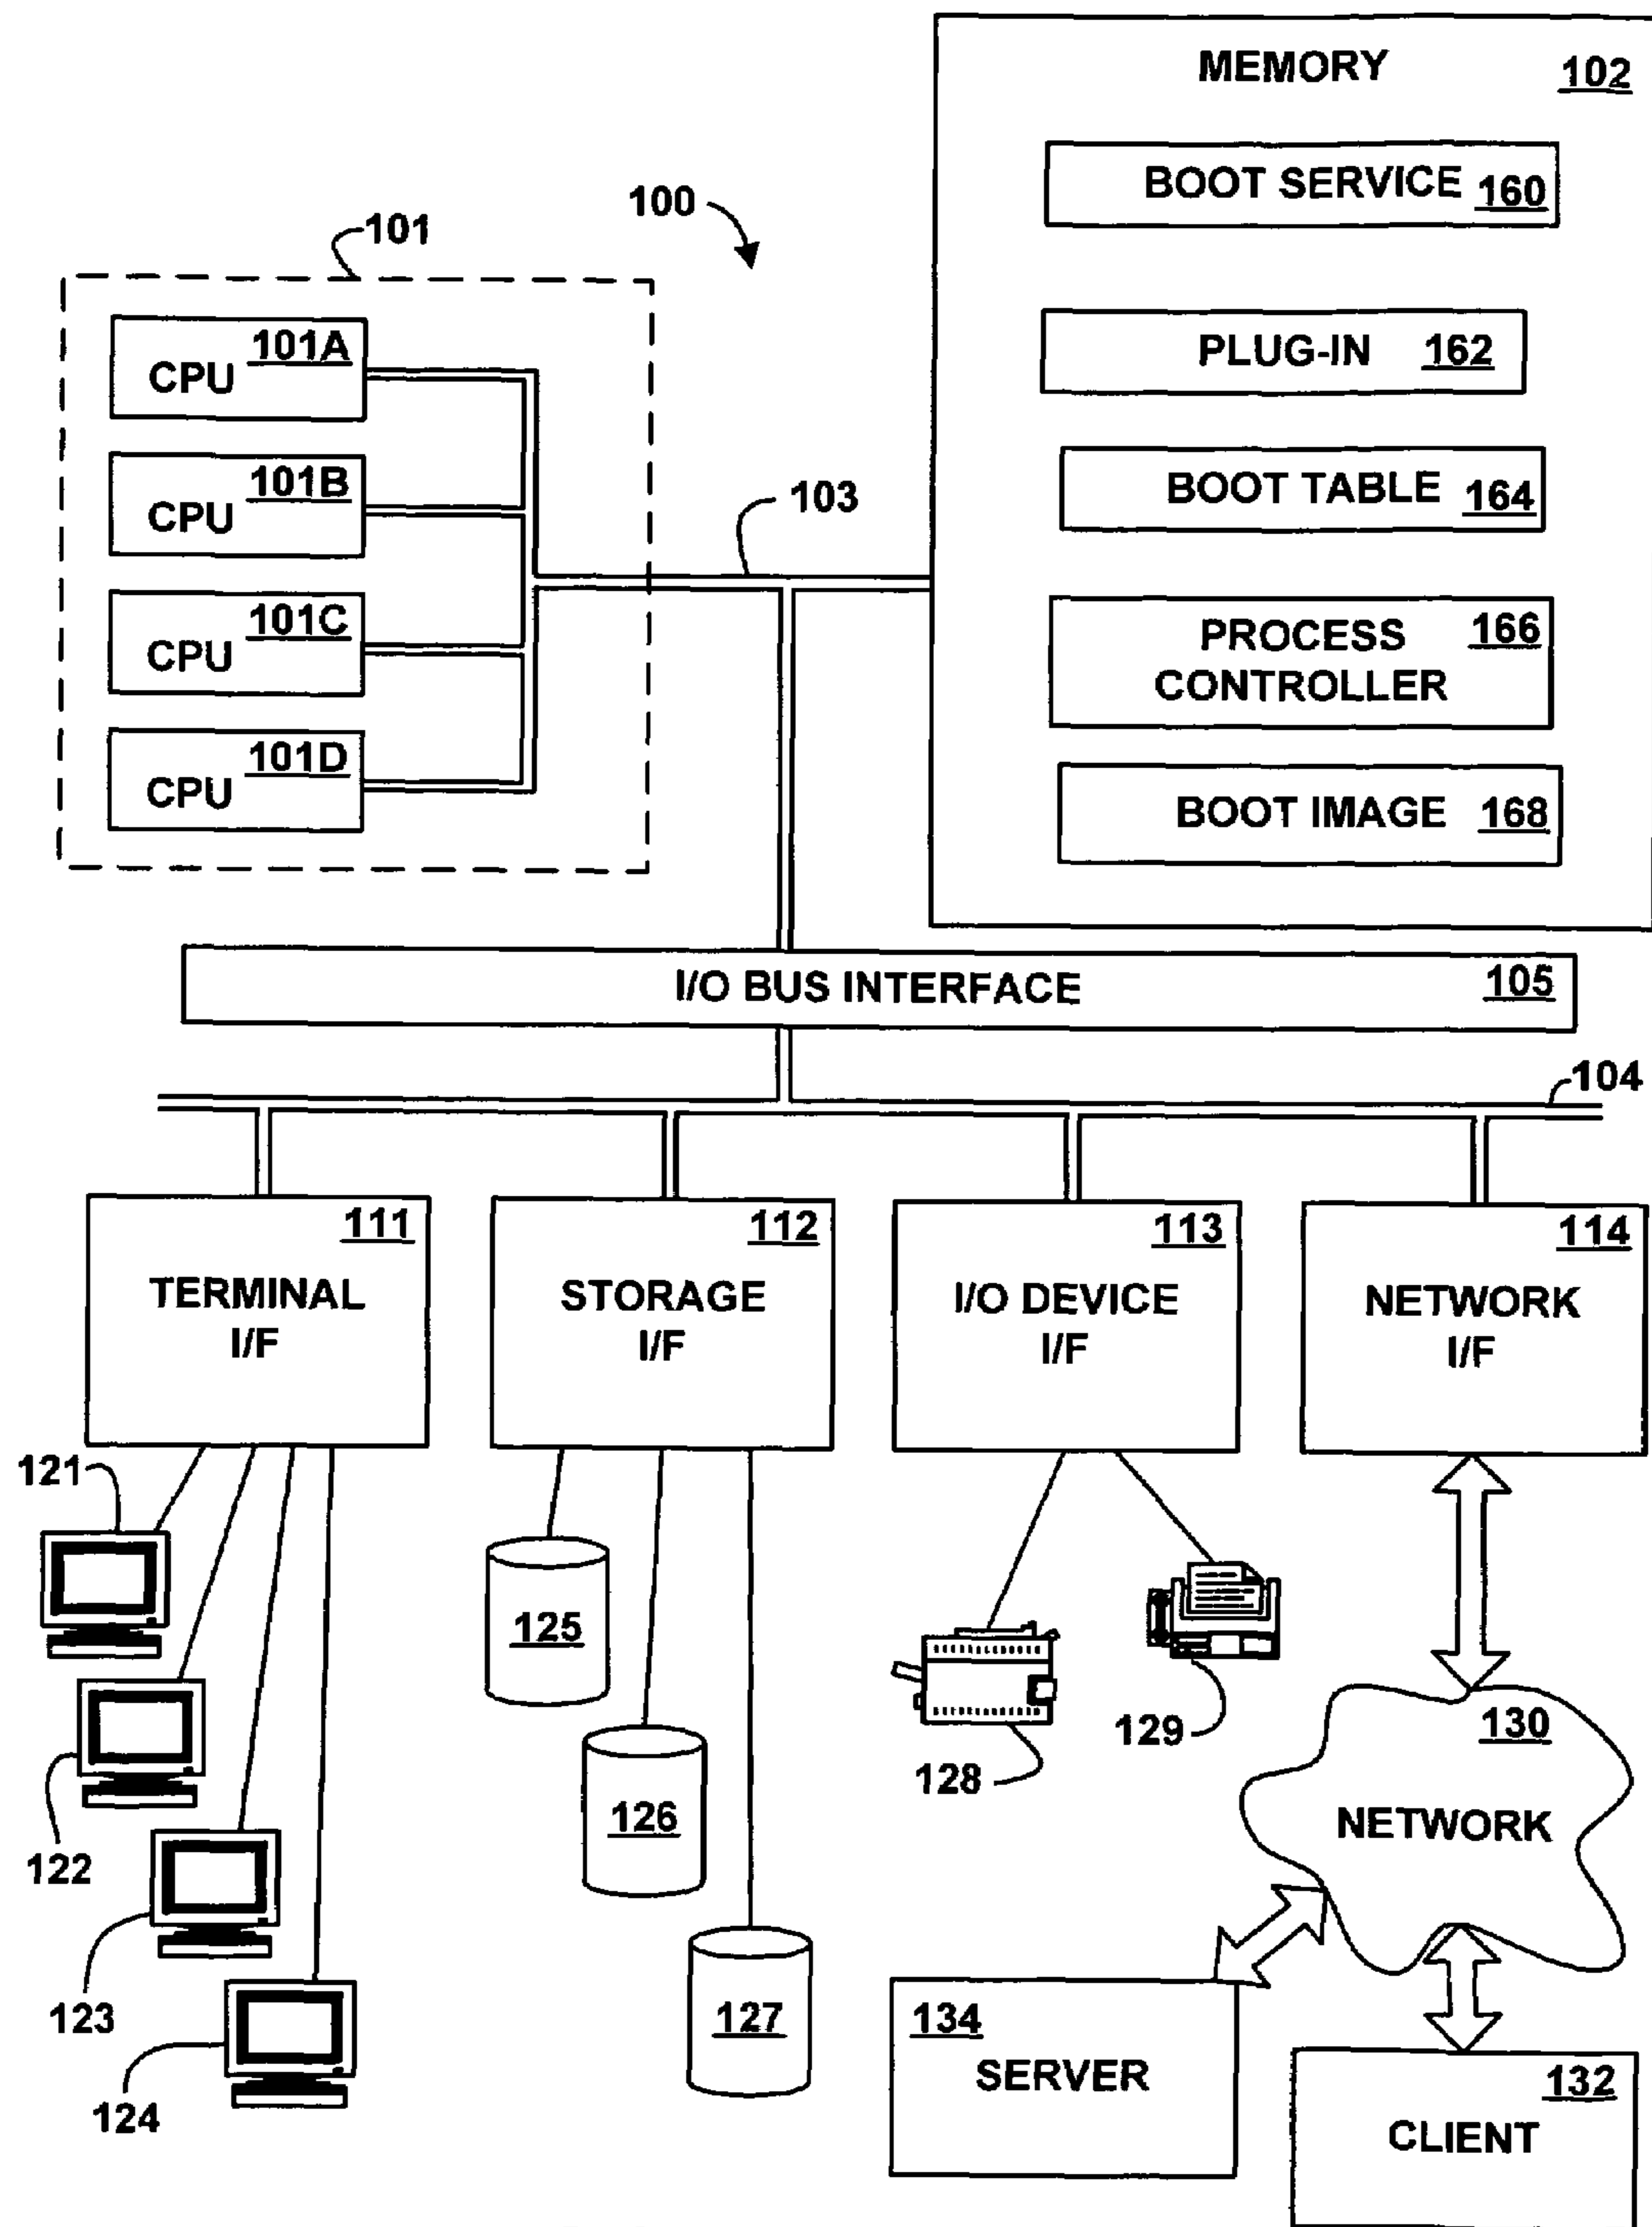 MEMORY 102
BOOT SERVICE 160
100
101
PLUG-IN 162
CPU 101A
CPU 101B
BOOT TABLE 164
103
CPU 101C
PROCESS 166
CONTROLLER
CPU 101D
BOOT IMAGE 168
I/O BUS INTERFACE 105
104
111
TERMINAL
I/F
112
STORAGE
I/F
113
I/O DEVICE
I/F
114
NETWORK
I/F
121
122
123
124
125
126
127
128
129
130
NETWORK
134
SERVER
132
CLIENT